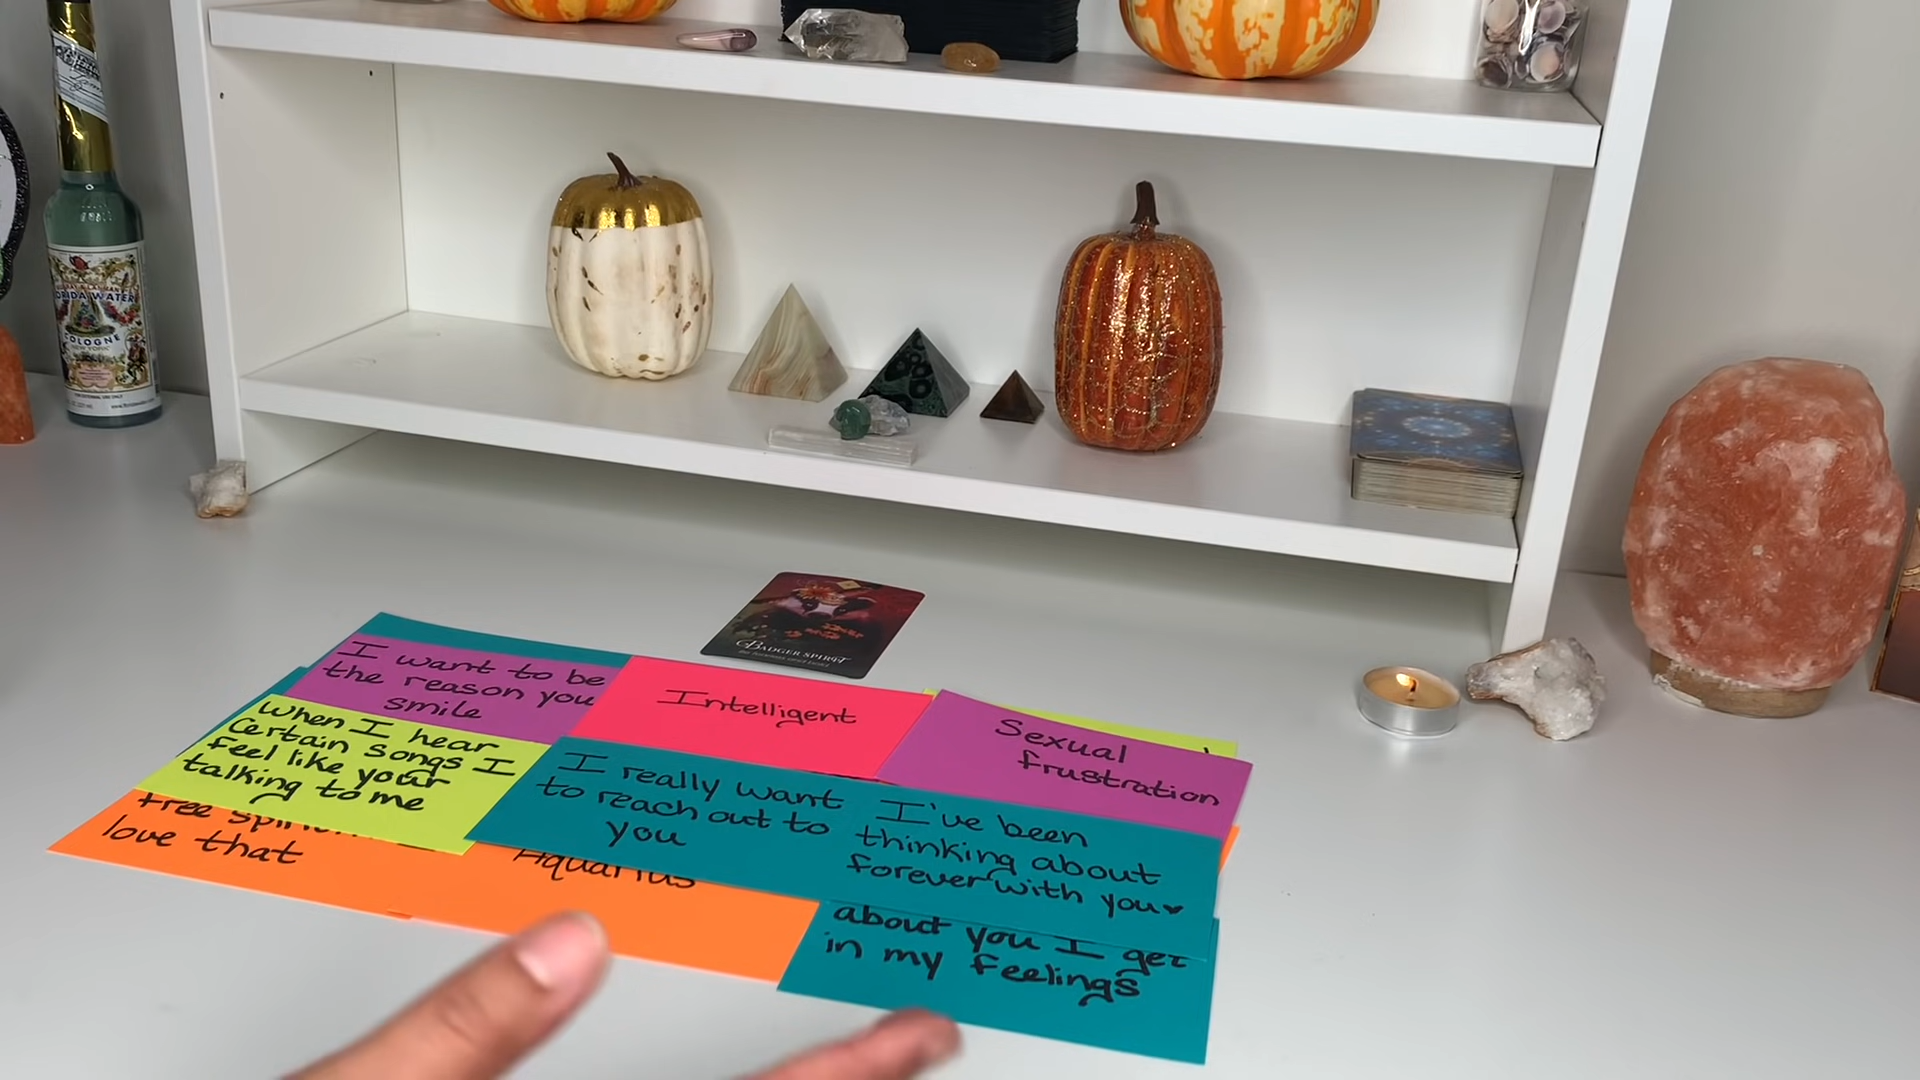 FLORIDA WATER
COLOGNE
BADGER SPIRIT
I want to be
the reason you
smile
Intelligent
Sexual
frustration
When I hear
Certain songs I
feel like your
talking to me
I really want
to reach out to
you
I've been
thinking about
forever with you
Free
love that
Aquarius
about you I get
in my feelings